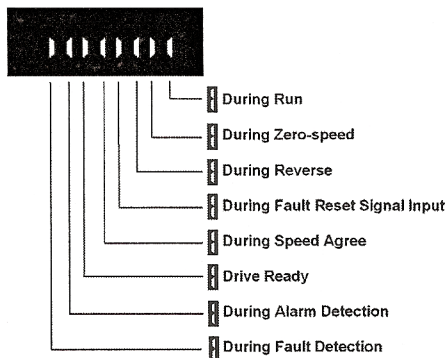 During Run
During Zero-speed
During Reverse
During Fault Reset Signal Input
During Speed Agree
Drive Ready
During Alarm Detection
During Fault Detection